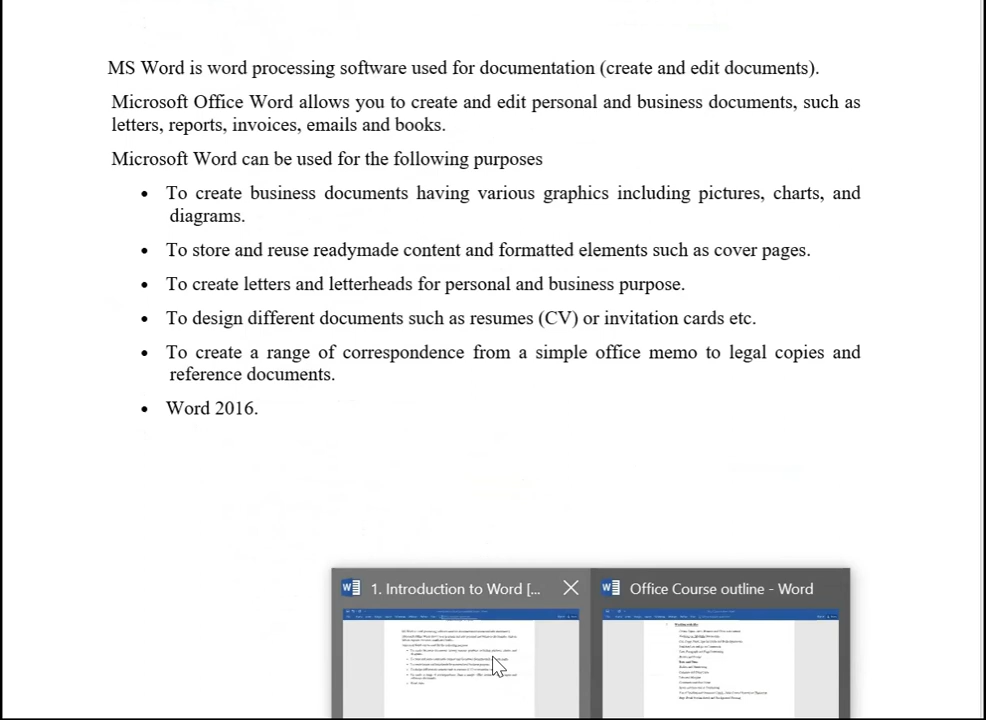 MS Word is word processing software used for documentation (create and edit documents).
Microsoft Office Word allows you to create and edit personal and business documents, such as
letters, reports, invoices, emails and books.
Microsoft Word can be used for the following purposes
• To create business documents having various graphics including pictures, charts, and
diagrams.
• To store and reuse readymade content and formatted elements such as cover pages.
• To create letters and letterheads for personal and business purpose.
• To design different documents such as resumes (CV) or invitation cards etc.
• To create a range of correspondence from a simple office memo to legal copies and
reference documents.
• Word 2016.
1. Introduction to Word [...
Office Course outline - Word